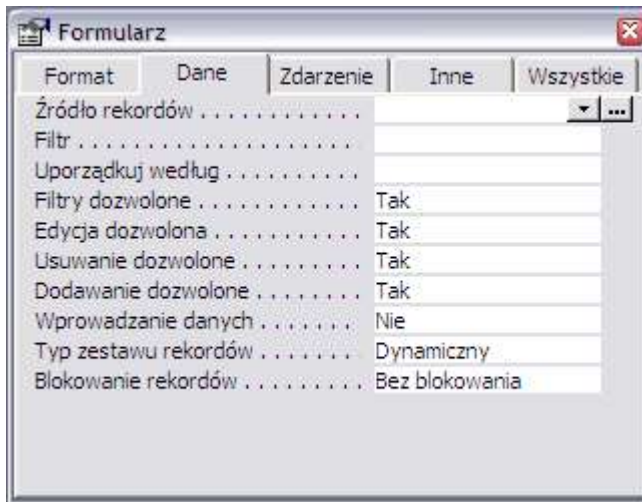 Formularz
Format Dane Zdarzenie Inne Wszystkie
Źródło rekordów . . . . . . . . . . . . ...
Filtr . . . . . . . . . . . . . . . . . . . .
Uporządkuj według . . . . . . . . . .
Filtry dozwolone . . . . . . . . . . . . Tak
Edycja dozwolona . . . . . . . . . . . Tak
Usuwanie dozwolone . . . . . . . . . Tak
Dodawanie dozwolone . . . . . . . . Tak
Wprowadzanie danych . . . . . . . Nie
Typ zestawu rekordów . . . . . . . Dynamiczny
Blokowanie rekordów . . . . . . . . . Bez blokowania